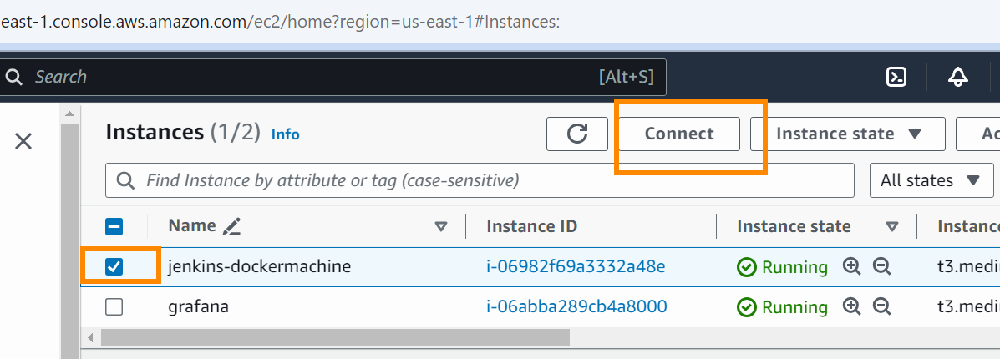 east-1.console.aws.amazon.com/ec2/home?region=us-east-1#Instances:
Search [Alt+S]
Instances (1/2) Info Connect Instance state Ac
Find Instance by attribute or tag (case-sensitive) All states
Name Instance ID Instance state Instanc
jenkins-dockermachine i-06982f69a3332a48e Running t3.medi
grafana i-06abba289cb4a8000 Running t3.medi